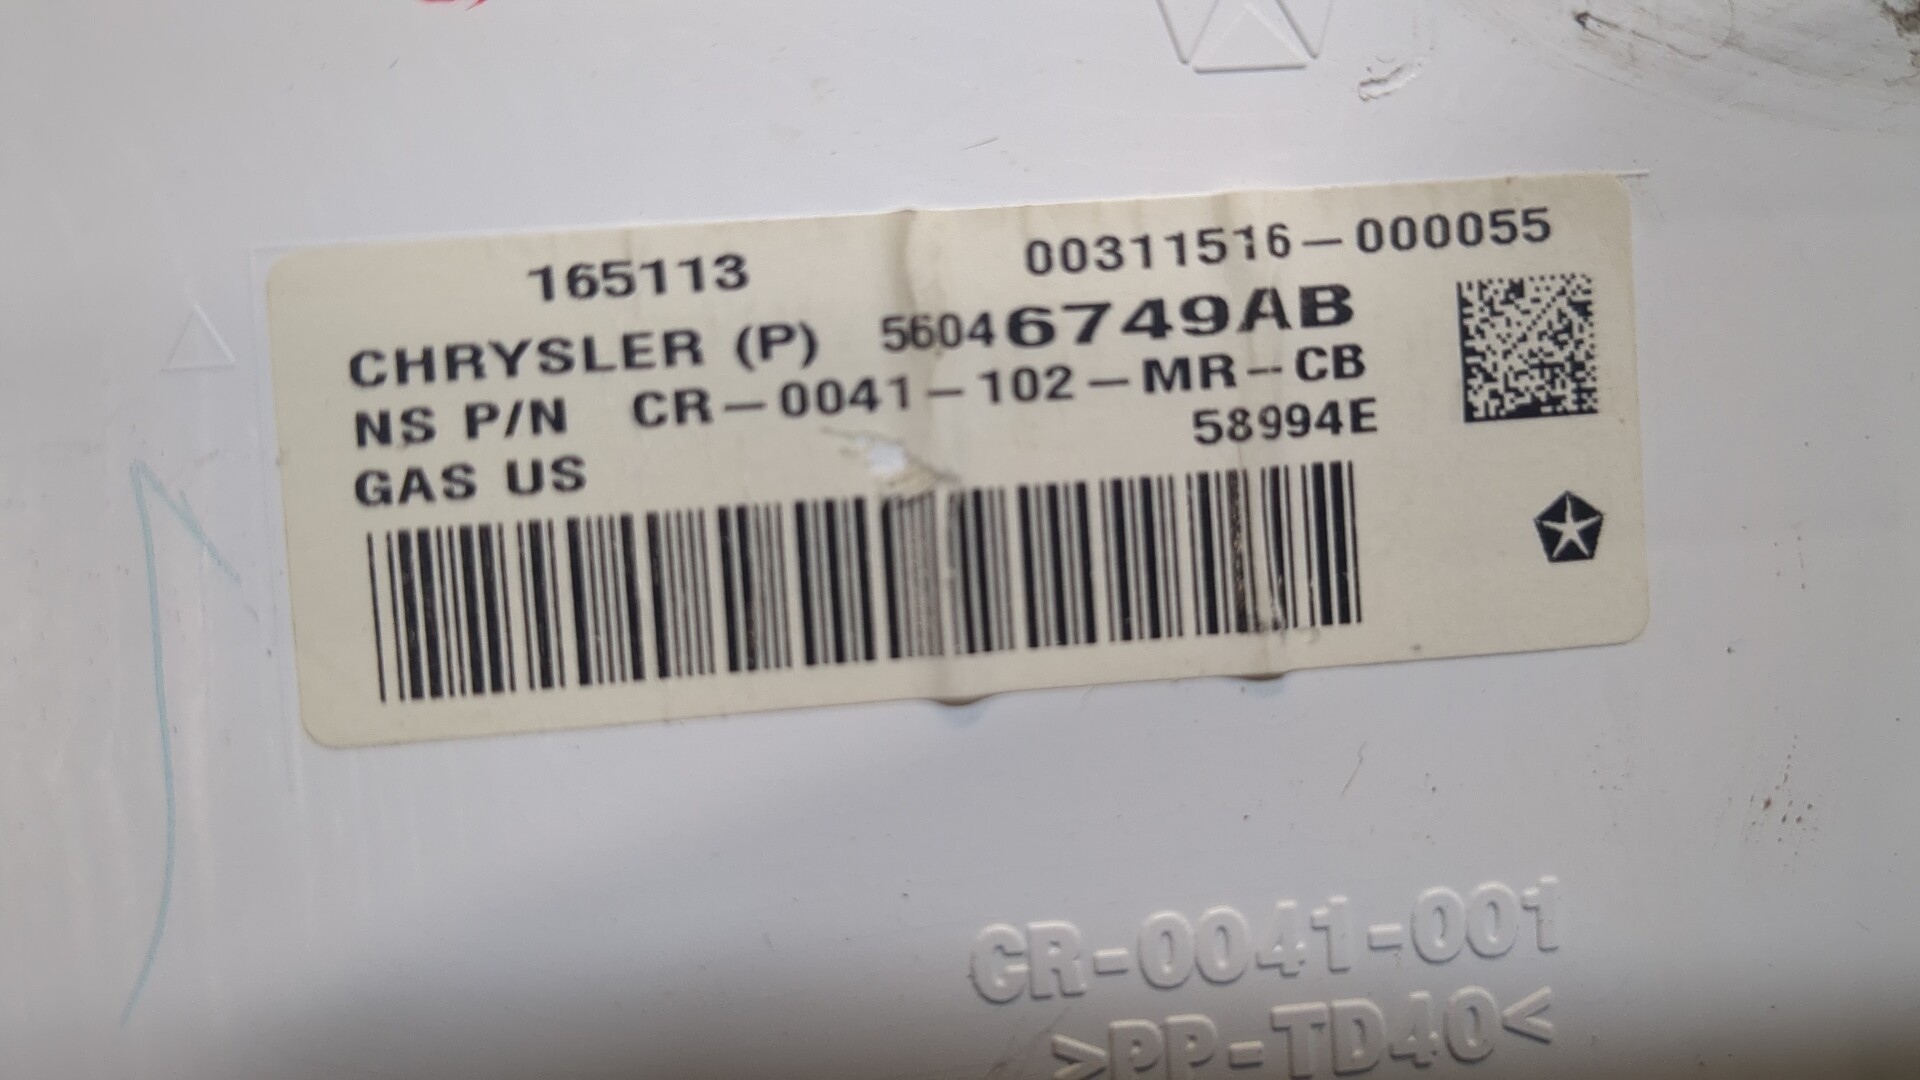 165113 00311516-000055
CHRYSLER (P) 56046749AB
NS P/N CR-0041-102-MR-CB
GAS US 58994E
CR-0041-001
>PP-TD40<